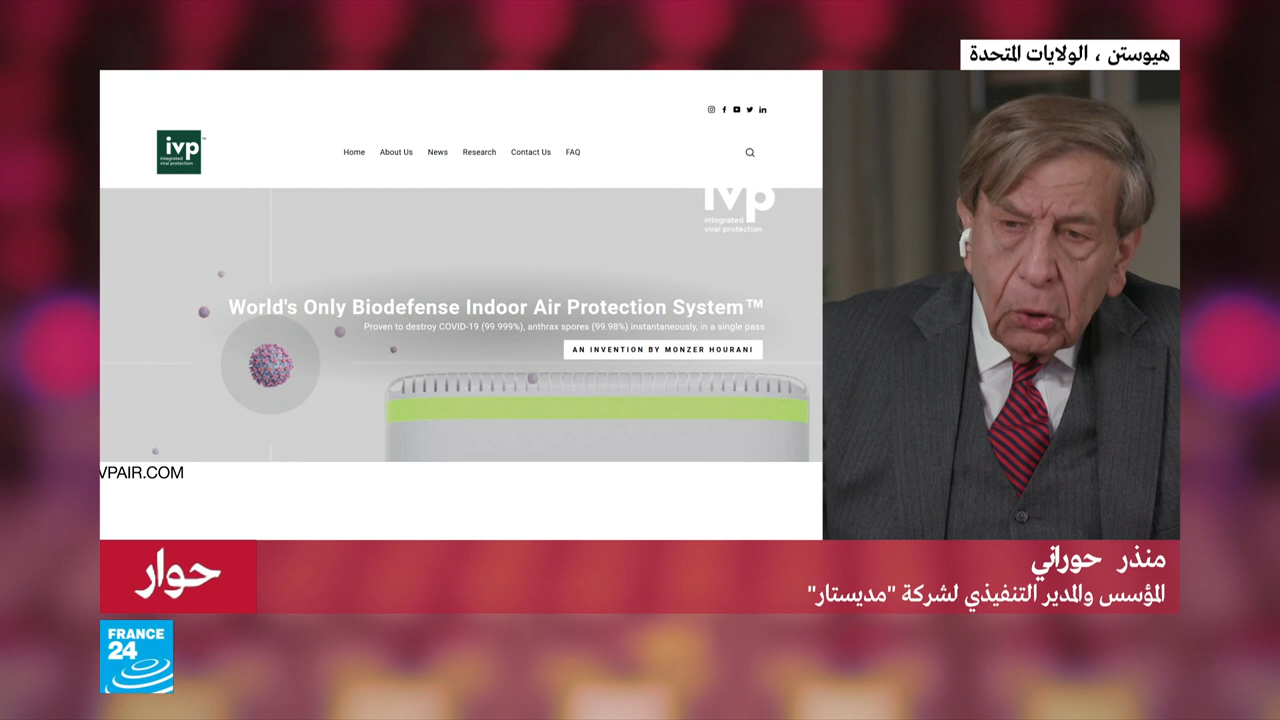 هيوستن ، الولايات المتحدة
ivp™
integrated
viral protection
Home About Us News Research Contact Us FAQ
ivp
integrated
viral protection
World's Only Biodefense Indoor Air Protection System™
Proven to destroy COVID-19 (99.999%), anthrax spores (99.98%) instantaneously, in a single pass
AN INVENTION BY MONZER HOURANI
VPAIR.COM
منذر حوراني
المؤسس والمدير التنفيذي لشركة "مديستار"
حوار
FRANCE
24